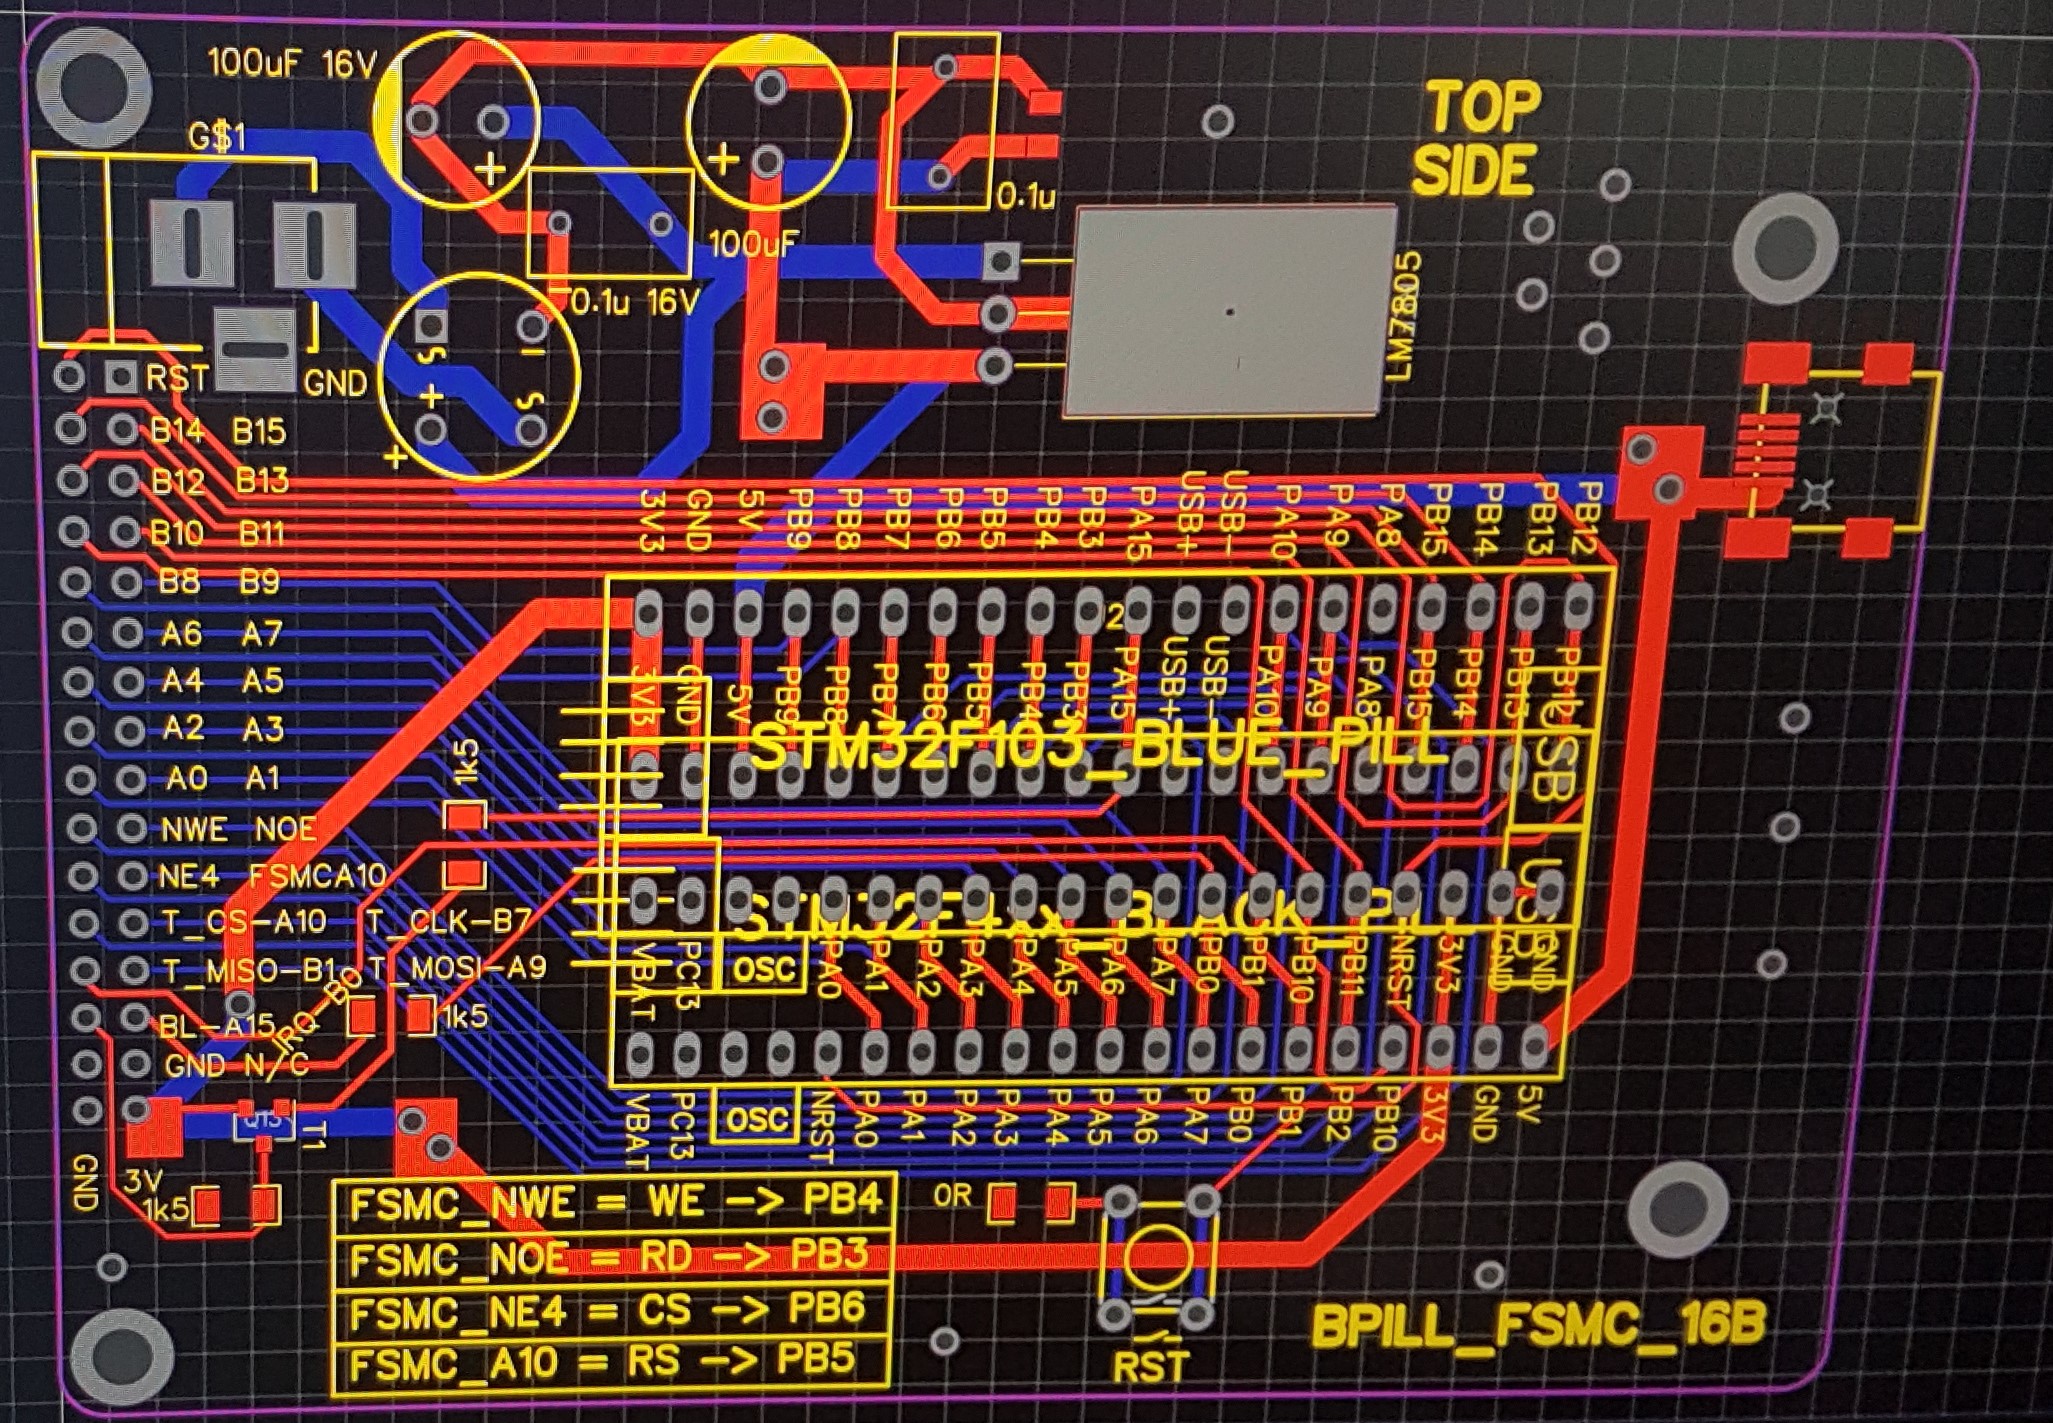 100uF 16V
TOP
SIDE
G$1
+
+
0.1u
100uF
0.1u 16V
LM7805
S
-
+
S
+
RST
GND
B14 B15
B12 B13
B10 B11
B8 B9
A6 A7
A4 A5
A2 A3
A0 A1
NWE NOE
NE4 FSMCA10
T_CS-A10 T_CLK-B7
T_MISO-B1 T_MOSI-A9
BL-A15
IRQ B0
GND N/C
1k5
1k5
3V3 GND 5V PB9 PB8 PB7 PB6 PB5 PB4 PB3 PA15 USB+ USB- PA10 PA9 PA8 PB15 PB14 PB13 PB12
2
3V3 GND 5V PB9 PB8 PB7 PB6 PB5 PB4 PB3 PA15 USB+ USB- PA10 PA9 PA8 PB15 PB14 PB13 PB12
STM32F103_BLUE_PILL
USB
STM32F4xx_BLACK_PILL
USB
VBAT PC13 OSC PA0 PA1 PA2 PA3 PA4 PA5 PA6 PA7 PB0 PB1 PB10 PB11 NRST 3V3 GND GND
VBAT PC13 OSC NRST PA0 PA1 PA2 PA3 PA4 PA5 PA6 PA7 PB0 PB1 PB2 PB10 3V3 GND 5V
T1
GND
3V
1k5
FSMC_NWE = WE -> PB4
FSMC_NOE = RD -> PB3
FSMC_NE4 = CS -> PB6
FSMC_A10 = RS -> PB5
0R
RST
BPILL_FSMC_16B